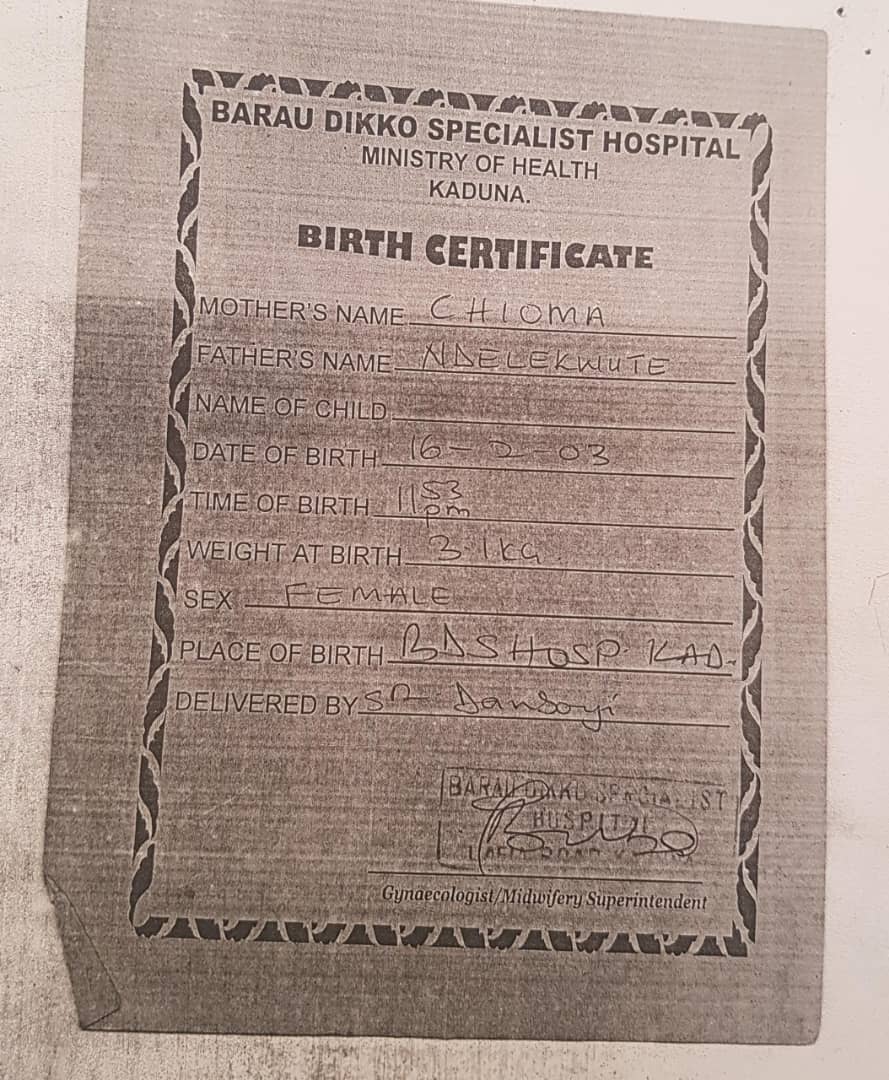 BARAU DIKKO SPECIALIST HOSPITAL
MINISTRY OF HEALTH
KADUNA.
BIRTH CERTIFICATE
MOTHER'S NAME CHIOMA
FATHER'S NAME NDELEKWUTE
NAME OF CHILD
DATE OF BIRTH 16-2-03
TIME OF BIRTH 1153 pm
WEIGHT AT BIRTH 3.1kg
SEX FEMALE
PLACE OF BIRTH BDS HOSP. KAD.
DELIVERED BY SR. Dansoyi
BARAU DIKKO SPECIALIST
HOSPITAL
Gynaecologist/Midwifery Superintendent